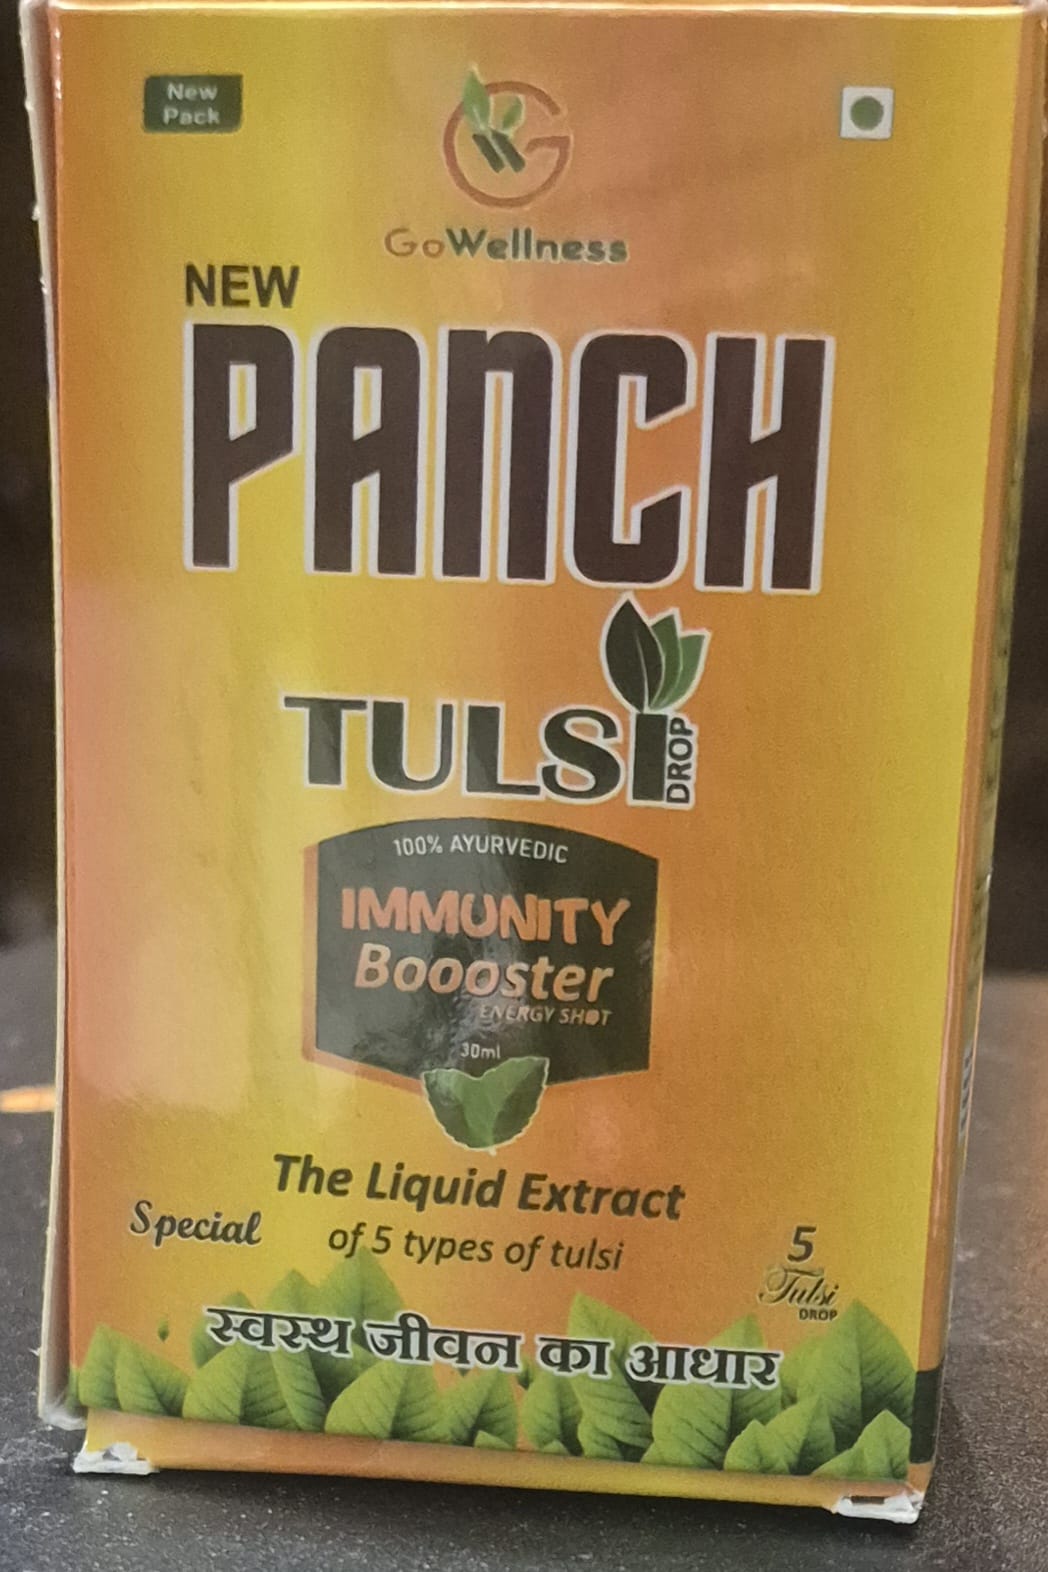 New
Pack
GoWellness
NEW
PANCH
TULSI
DROP
100% AYURVEDIC
IMMUNITY
Boooster
ENERGY SHOT
30ml
The Liquid Extract
Special
of 5 types of tulsi
5
Tulsi
DROP
स्वस्थ जीवन का आधार